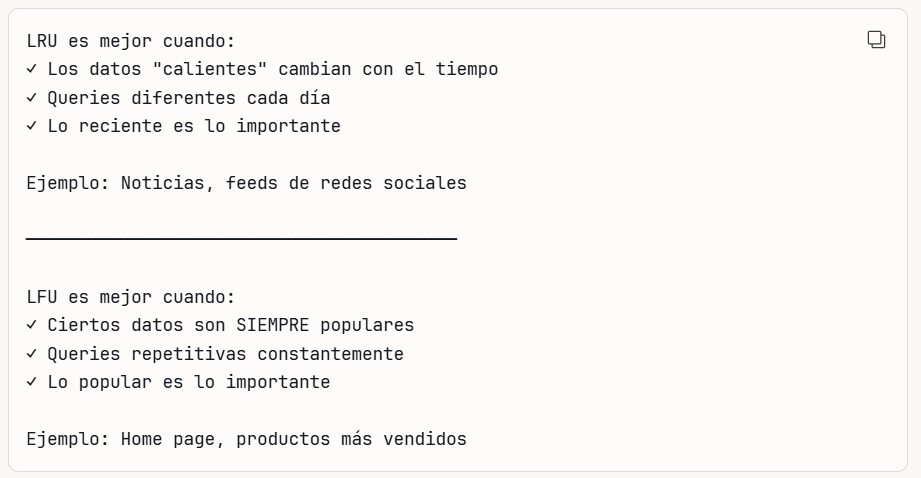 LRU es mejor cuando:
✓ Los datos "calientes" cambian con el tiempo
✓ Queries diferentes cada día
✓ Lo reciente es lo importante
Ejemplo: Noticias, feeds de redes sociales
LFU es mejor cuando:
✓ Ciertos datos son SIEMPRE populares
✓ Queries repetitivas constantemente
✓ Lo popular es lo importante
Ejemplo: Home page, productos más vendidos